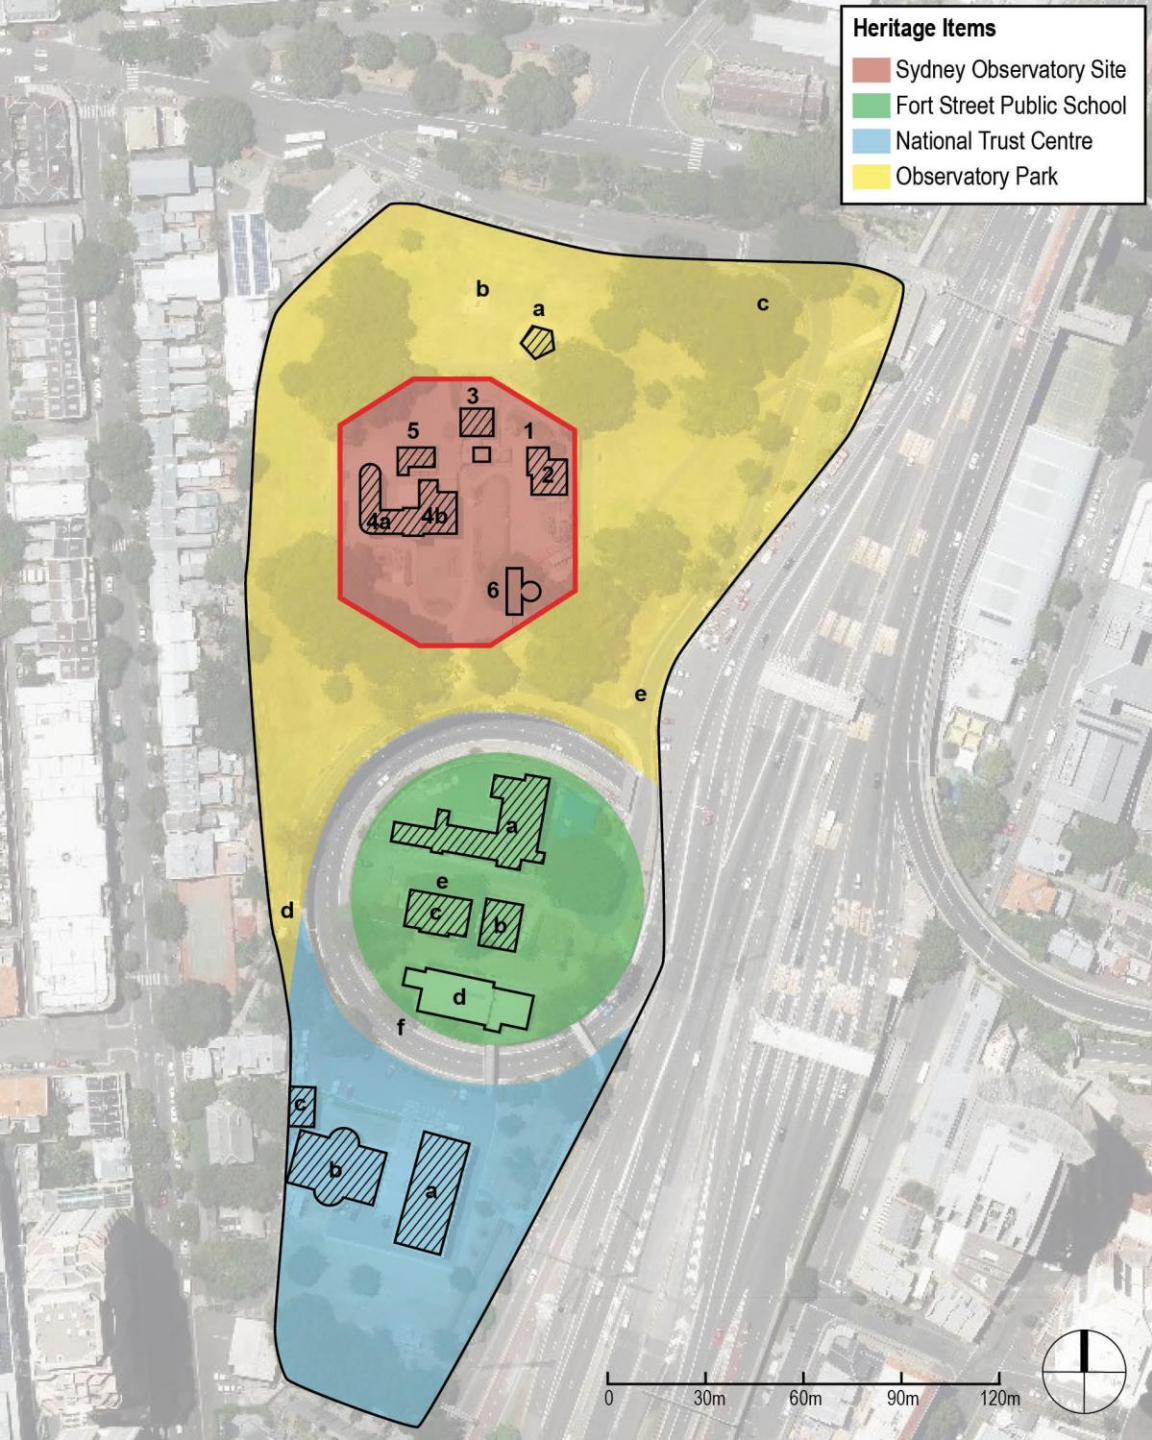 Heritage Items
Sydney Observatory Site
Fort Street Public School
National Trust Centre
Observatory Park
b
a
c
3
5
1
2
4a
4b
6
e
a
e
c
b
d
d
f
c
b
a
0 30m 60m 90m 120m